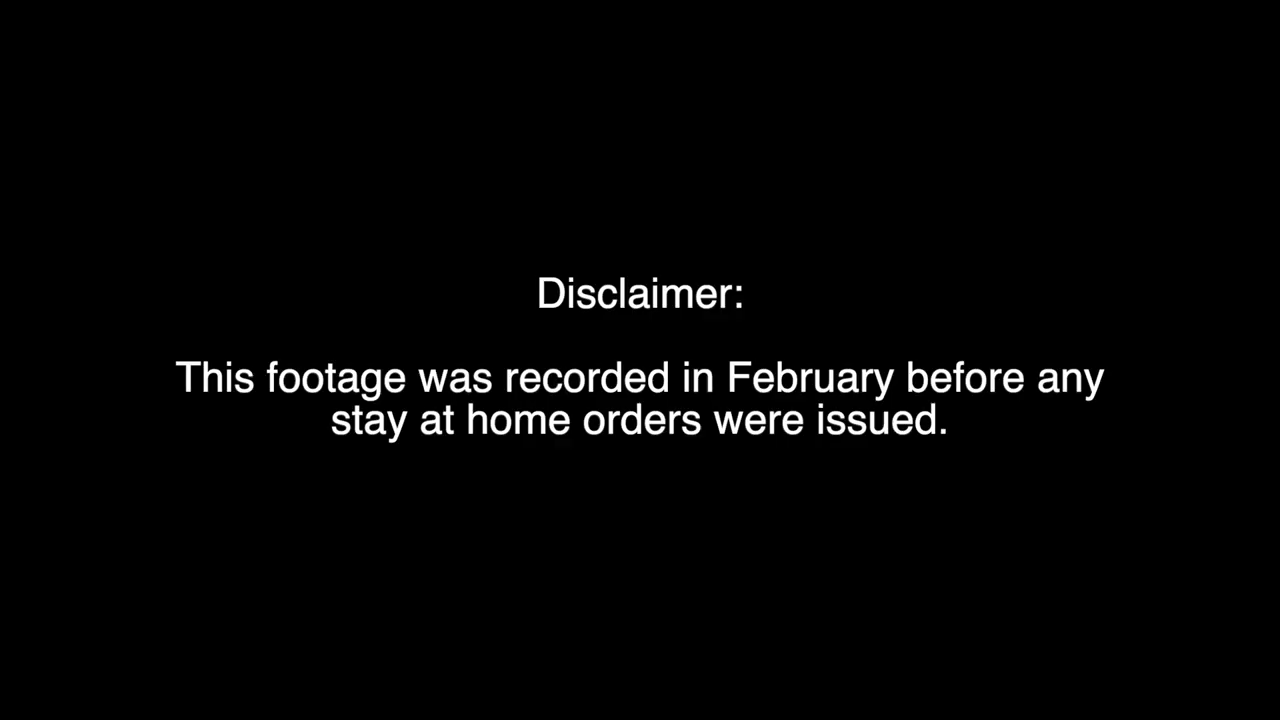 Disclaimer:
This footage was recorded in February before any
stay at home orders were issued.